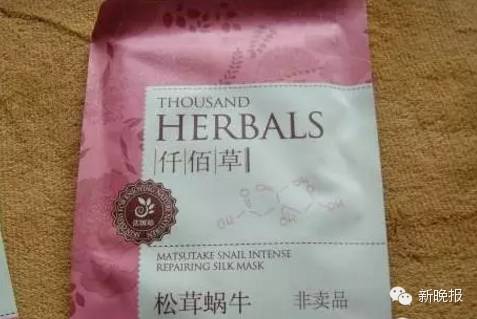 THOUSAND
HERBALS
仟佰草
MATSUTAKE SNAIL INTENSE
REPAIRING SILK MASK
松茸蜗牛
非卖品
新晚报